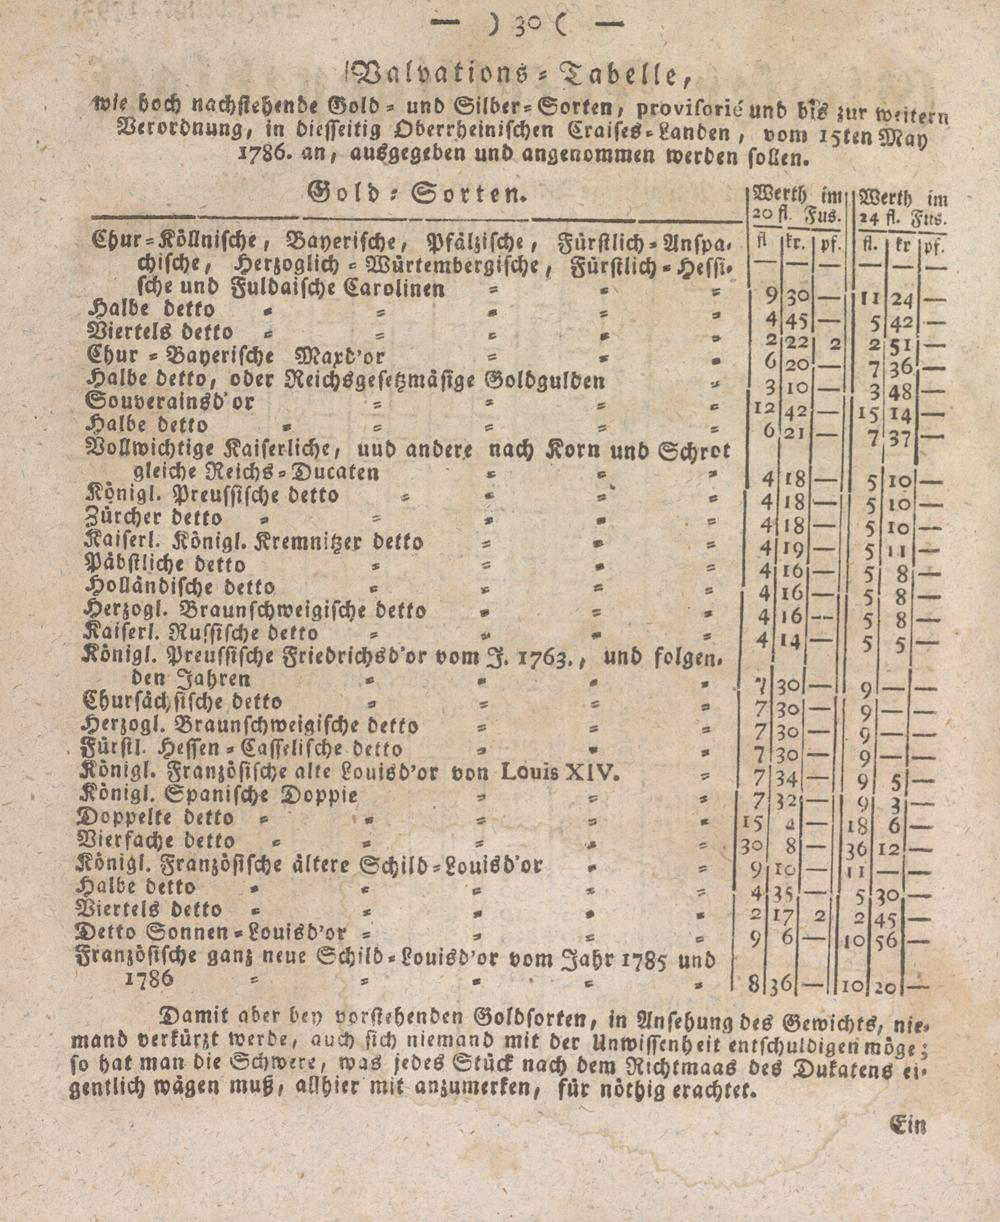 — ) 30 ( —
Valvations-Tabelle,
wie hoch nachstehende Gold- und Silber-Sorten, provisorié und bis zur weitern
Verordnung, in diesseitig Oberrheinischen Craises-Landen, vom 15ten May
1786. an, ausgegeben und angenommen werden sollen.
Gold-Sorten. Werth im 20 fl. Fus. Werth im 24 fl. Fus.
fl kr. pf. fl. kr pf.
Chur-Köllnische, Bayerische, Pfälzische, Fürstlich-Anspa-
chische, Herzoglich-Würtembergische, Fürstlich-Hessi-
sche und Fuldaische Carolinen 9 30 — 11 24 —
Halbe detto 4 45 — 5 42 —
Viertels detto 2 22 2 2 51 —
Chur-Bayerische Maxd'or 6 20 — 7 36 —
Halbe detto, oder Reichsgesetzmäsige Goldgulden 3 10 — 3 48 —
Souverainsd'or 12 42 — 15 14 —
Halbe detto 6 21 — 7 37 —
Vollwichtige Kaiserliche, uud andere nach Korn und Schrot
gleiche Reichs-Ducaten 4 18 — 5 10 —
Königl. Preussische detto 4 18 — 5 10 —
Zürcher detto 4 18 — 5 10 —
Kaiserl. Königl. Kremnitzer detto 4 19 — 5 11 —
Päbstliche detto 4 16 — 5 8 —
Holländische detto 4 16 — 5 8 —
Herzogl. Braunschweigische detto 4 16 — 5 8 —
Kaiserl. Russische detto 4 14 — 5 5 —
Königl. Preussische Friedrichsd'or vom J. 1763., und folgen-
den Jahren 7 30 — 9 — —
Chursächsische detto 7 30 — 9 — —
Herzogl. Braunschweigische detto 7 30 — 9 — —
Fürstl. Hessen-Casselische detto 7 30 — 9 — —
Königl. Französische alte Louisd'or von Louis XIV. 7 34 — 9 5 —
Königl. Spanische Doppie 7 32 — 9 3 —
Doppelte detto 15 4 — 18 6 —
Vierfache detto 30 8 — 36 12 —
Königl. Französische ältere Schild-Louisd'or 9 10 — 11 — —
Halbe detto 4 35 — 5 30 —
Viertels detto 2 17 2 2 45 —
Detto Sonnen-Louisd'or 9 6 — 10 56 —
Französische ganz neue Schild-Louisd'or vom Jahr 1785 und
1786 8 36 — 10 20 —
Damit aber bey vorstehenden Goldsorten, in Ansehung des Gewichts, nie-
mand verkürzt werde, auch sich niemand mit der Unwissenheit entschuldigen möge;
so hat man die Schwere, was jedes Stück nach dem Richtmaas des Dukatens ei-
gentlich wägen muß, allhier mit anzumerken, für nöthig erachtet.
Ein